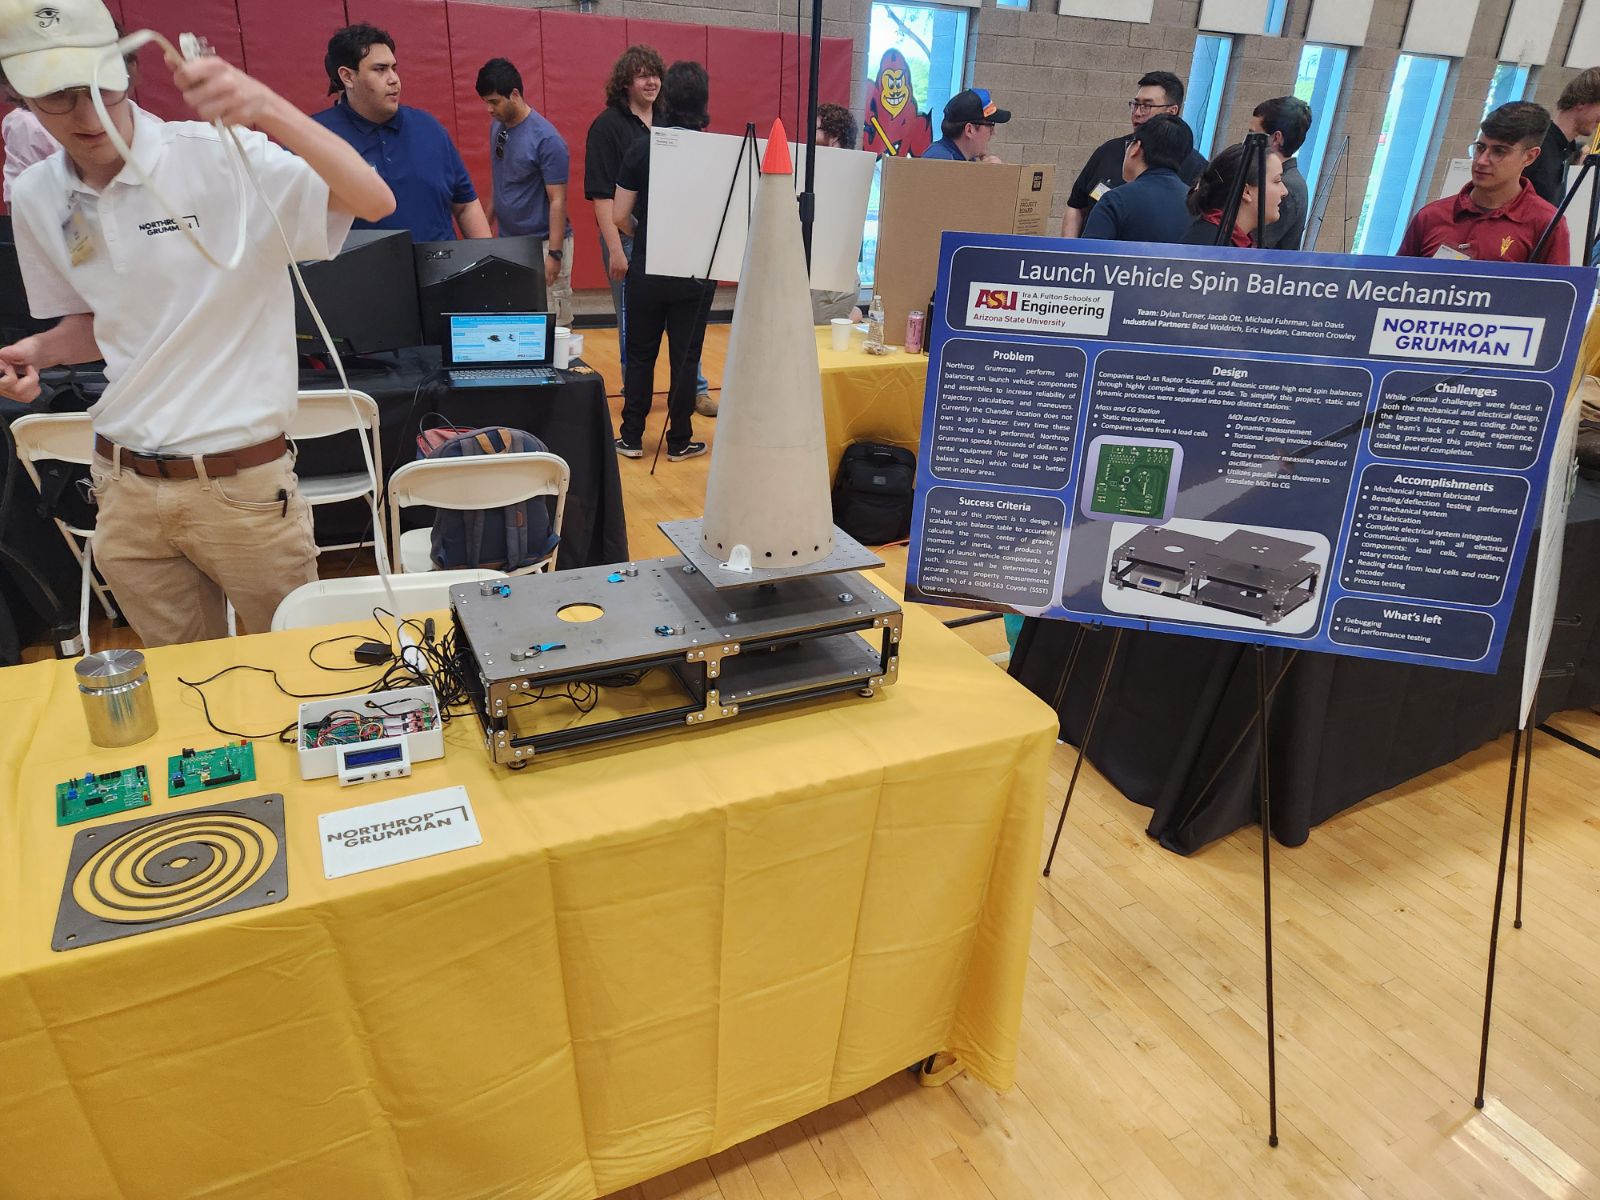 NORTHROP
GRUMMAN
acer
PROJECT
BOARD
Launch Vehicle Spin Balance Mechanism
ASU Ira A. Fulton Schools of
Engineering
Arizona State University
Team: Dylan Turner, Jacob Ott, Michael Fuhrman, Ian Davis
Industrial Partners: Brad Woldrich, Eric Hayden, Cameron Crowley
NORTHROP
GRUMMAN
Problem
Northrop Grumman performs spin
balancing on launch vehicle components
and assemblies to increase reliability of
trajectory calculations and maneuvers.
Currently the Chandler location does not
own a spin balancer. Every time these
tests need to be performed, Northrop
Grumman spends thousands of dollars on
rental equipment (for large scale spin
balance tables) which could be better
spent in other areas.
Success Criteria
The goal of this project is to design a
scalable spin balance table to accurately
calculate the mass, center of gravity,
moments of inertia, and products of
inertia of launch vehicle components. As
such, success will be determined by
accurate mass property measurements
(within 1%) of a GQM-163 Coyote (SSST)
nose cone.
Design
Companies such as Raptor Scientific and Resonic create high end spin balancers
through highly complex design and code. To simplify this project, static and
dynamic processes were separated into two distinct stations:
Mass and CG Station
• Static measurement
• Compares values from 4 load cells
MOI and POI Station
• Dynamic measurement
• Torsional spring invokes oscillatory
motion
• Rotary encoder measures period of
oscillation
• Utilizes parallel axis theorem to
translate MOI to CG
Challenges
While normal challenges were faced in
both the mechanical and electrical design,
the largest hindrance was coding. Due to
the team's lack of coding experience,
coding prevented this project from the
desired level of completion.
Accomplishments
• Mechanical system fabricated
• Bending/deflection testing performed
on mechanical system
• PCB fabrication
• Complete electrical system integration
• Communication with all electrical
components: load cells, amplifiers,
rotary encoder
• Reading data from load cells and rotary
encoder
• Process testing
What's left
• Debugging
• Final performance testing
NORTHROP
GRUMMAN